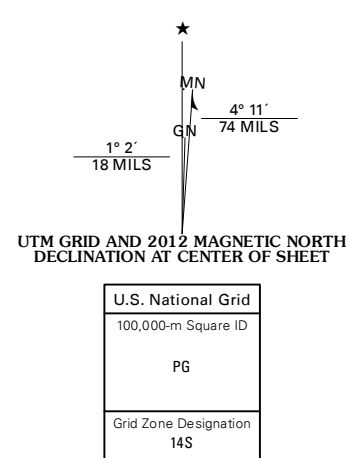 ★
MN
4° 11´
74 MILS
GN
1° 2´
18 MILS
UTM GRID AND 2012 MAGNETIC NORTH
DECLINATION AT CENTER OF SHEET
U.S. National Grid
100,000-m Square ID
PG
Grid Zone Designation
14S